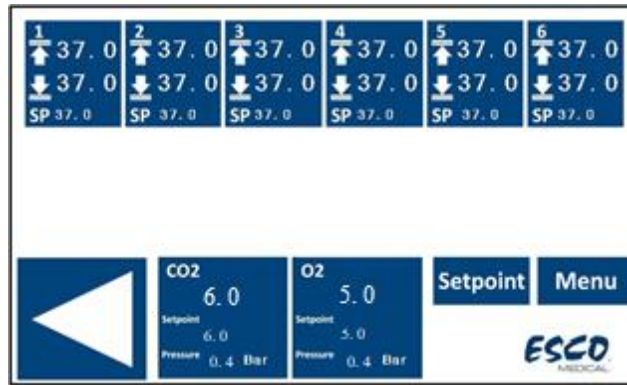 1 2 3 4 5 6
37.0 37.0 37.0 37.0 37.0 37.0
37.0 37.0 37.0 37.0 37.0 37.0
SP 37.0 SP 37.0 SP 37.0 SP 37.0 SP 37.0 SP 37.0
CO2
6.0
Setpoint
6.0
Pressure 0.4 Bar
O2
5.0
Setpoint
5.0
Pressure 0.4 Bar
Setpoint
Menu
ESCO
MEDICAL